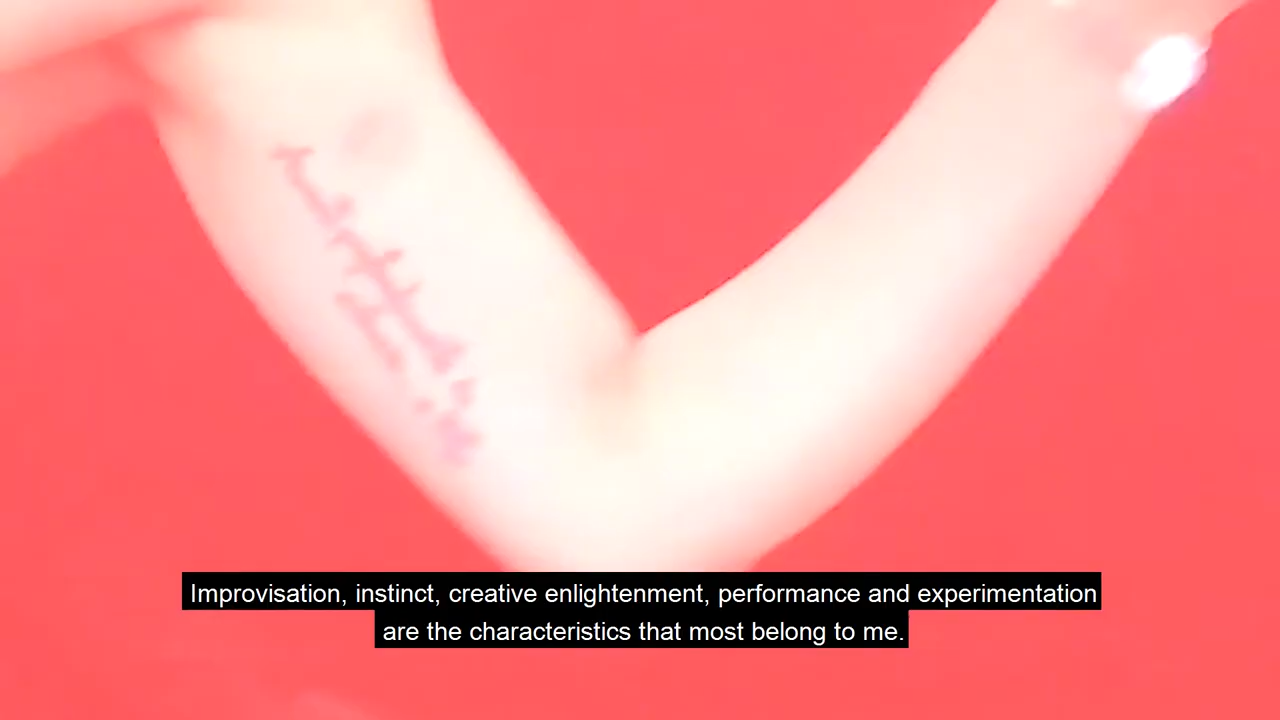 Improvisation, instinct, creative enlightenment, performance and experimentation
are the characteristics that most belong to me.